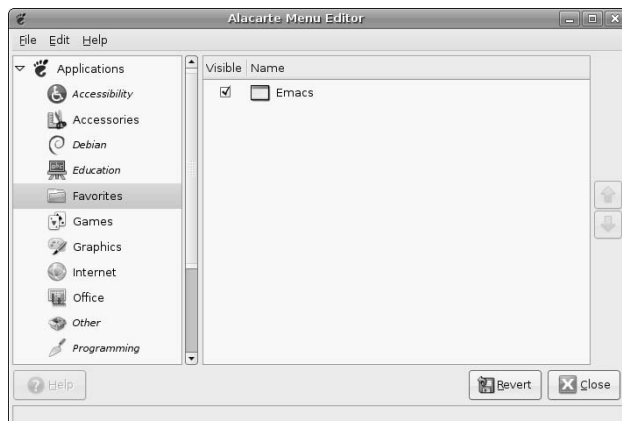 Alacarte Menu Editor
File Edit Help
Applications
Accessibility
Accessories
Debian
Education
Favorites
Games
Graphics
Internet
Office
Other
Programming
Visible Name
Emacs
Help
Revert
Close